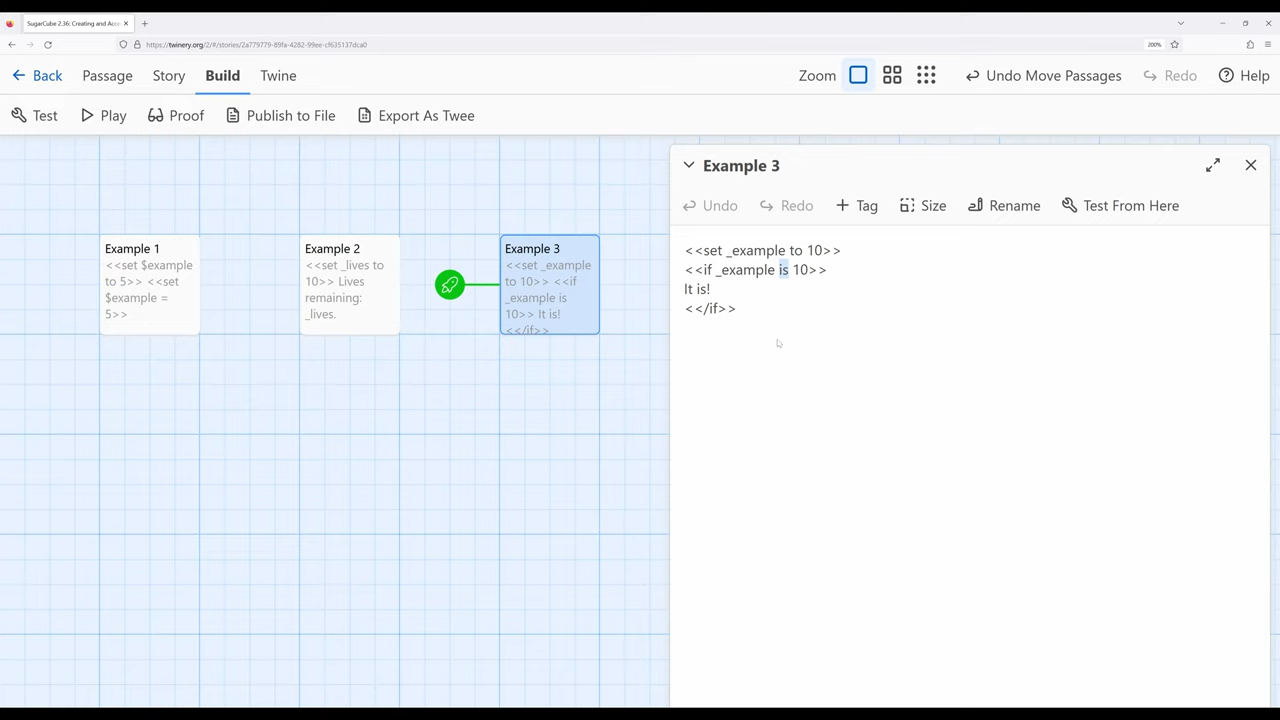 SugarCube 2.36: Creating and Acce
https://twinery.org/2/#/stories/2a779779-89fa-4282-99ee-cf635137dca0
200%
Back Passage Story Build Twine Zoom Undo Move Passages Redo Help
Test Play Proof Publish to File Export As Twee
Example 3
Undo Redo Tag Size Rename Test From Here
<<set _example to 10>>
<<if _example is 10>>
It is!
<</if>>
Example 1
<<set $example
to 5>> <<set
$example =
5>>
Example 2
<<set _lives to
10>> Lives
remaining:
_lives.
Example 3
<<set _example
to 10>> <<if
_example is
10>> It is!
<</if>>